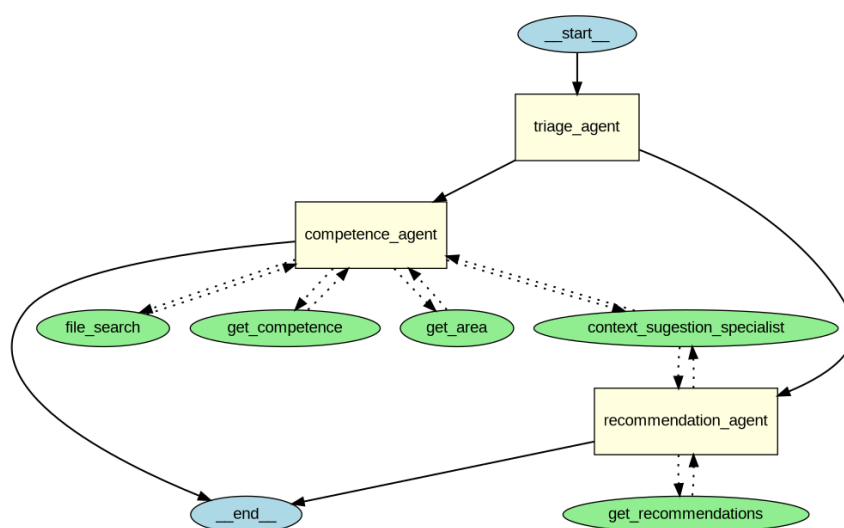 __start__
triage_agent
competence_agent
file_search
get_competence
get_area
context_sugestion_specialist
recommendation_agent
__end__
get_recommendations